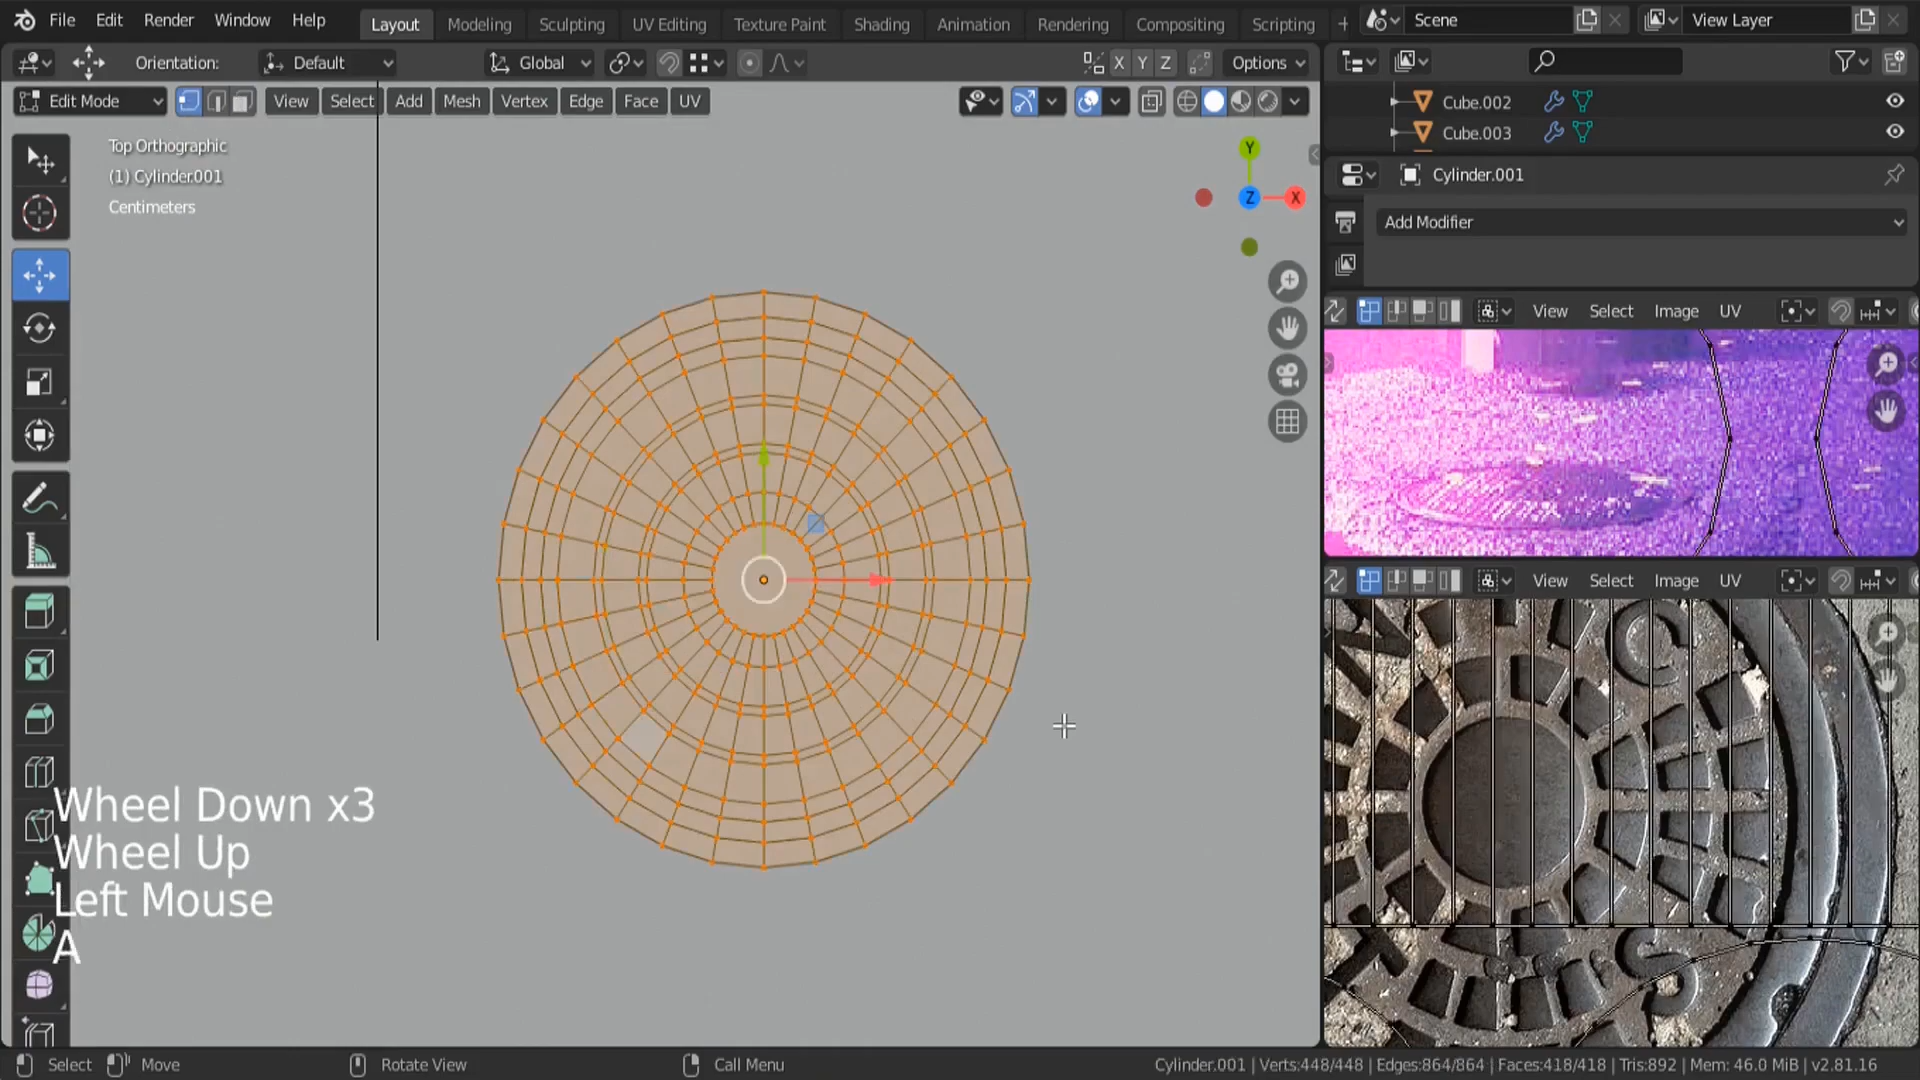 File Edit Render Window Help Layout Modeling Sculpting UV Editing Texture Paint Shading Animation Rendering Compositing Scripting + Scene View Layer
Orientation: Default Global X Y Z Options
Edit Mode View Select Add Mesh Vertex Edge Face UV
Cube.002
Cube.003
Top Orthographic
(1) Cylinder.001
Centimeters
Y
Z
X
Cylinder.001
Add Modifier
View Select Image UV
View Select Image UV
C
S
Wheel Down x3
Wheel Up
Left Mouse
A
Select Move Rotate View Call Menu Cylinder.001 | Verts:448/448 | Edges:864/864 | Faces:418/418 | Tris:892 | Mem: 46.0 MiB | v2.81.16